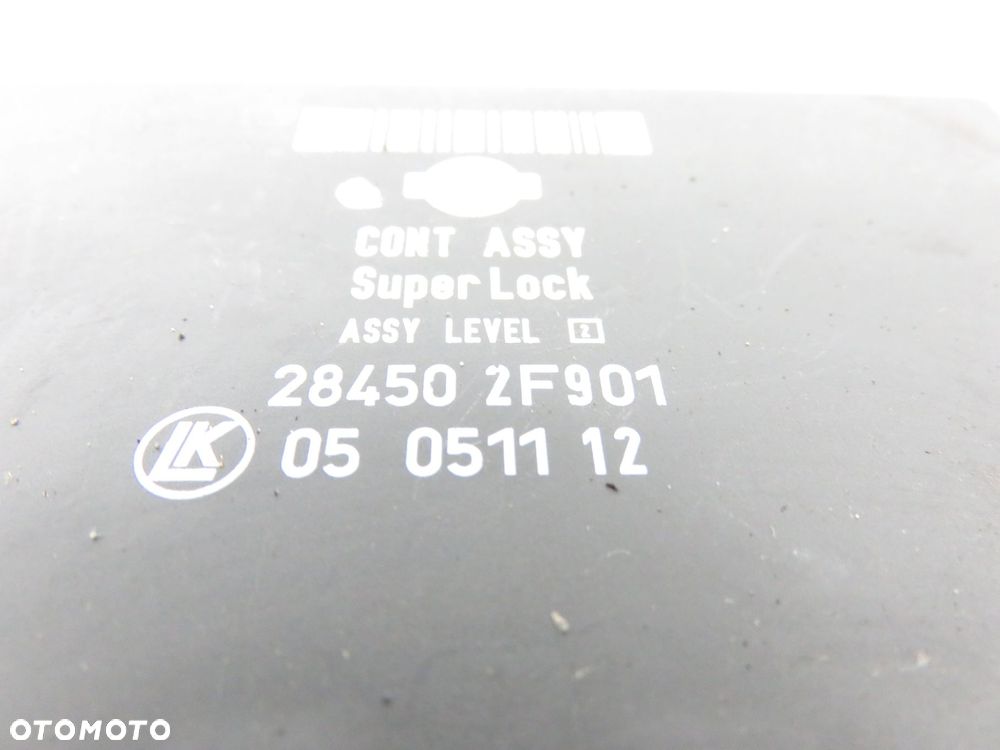 CONT ASSY
Super Lock
ASSY LEVEL 2
28450 2F901
LK 05 0511 12
OTOMOTO